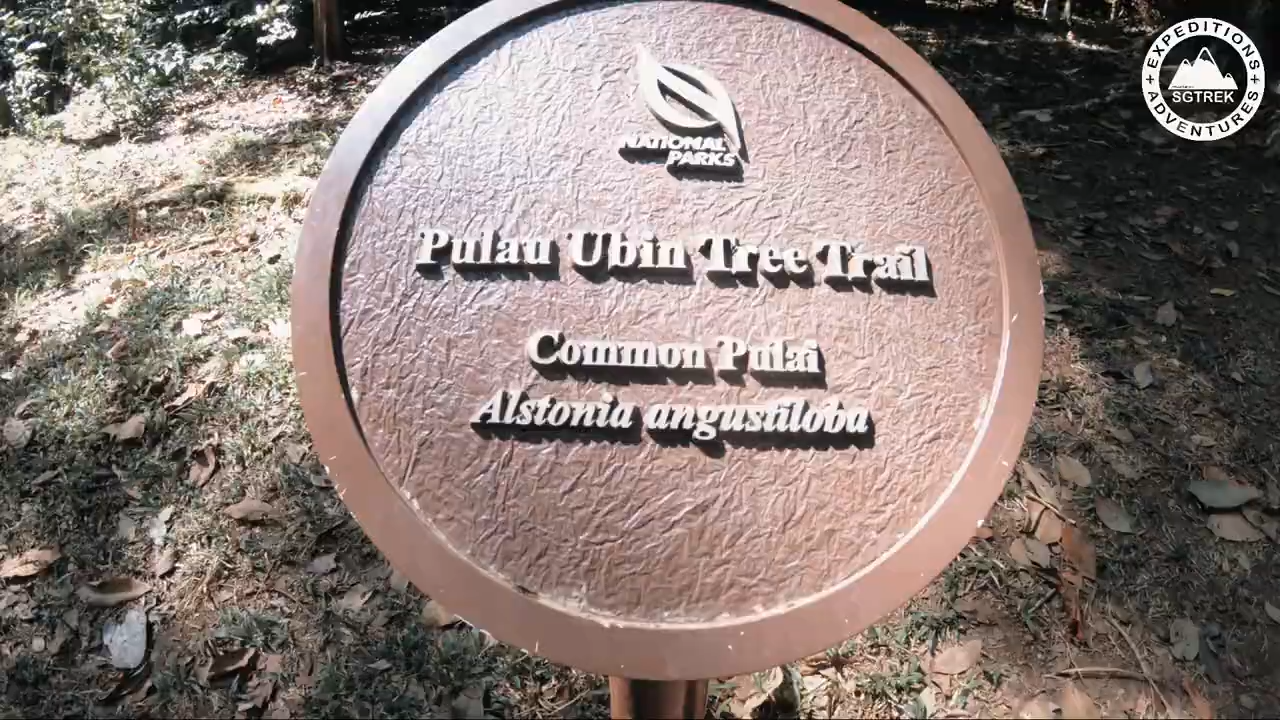 NATIONAL
PARKS
Pulau Ubin Tree Trail
Common Pulai
Alstonia angustiloba
EXPEDITIONS
SGTREK
ADVENTURES